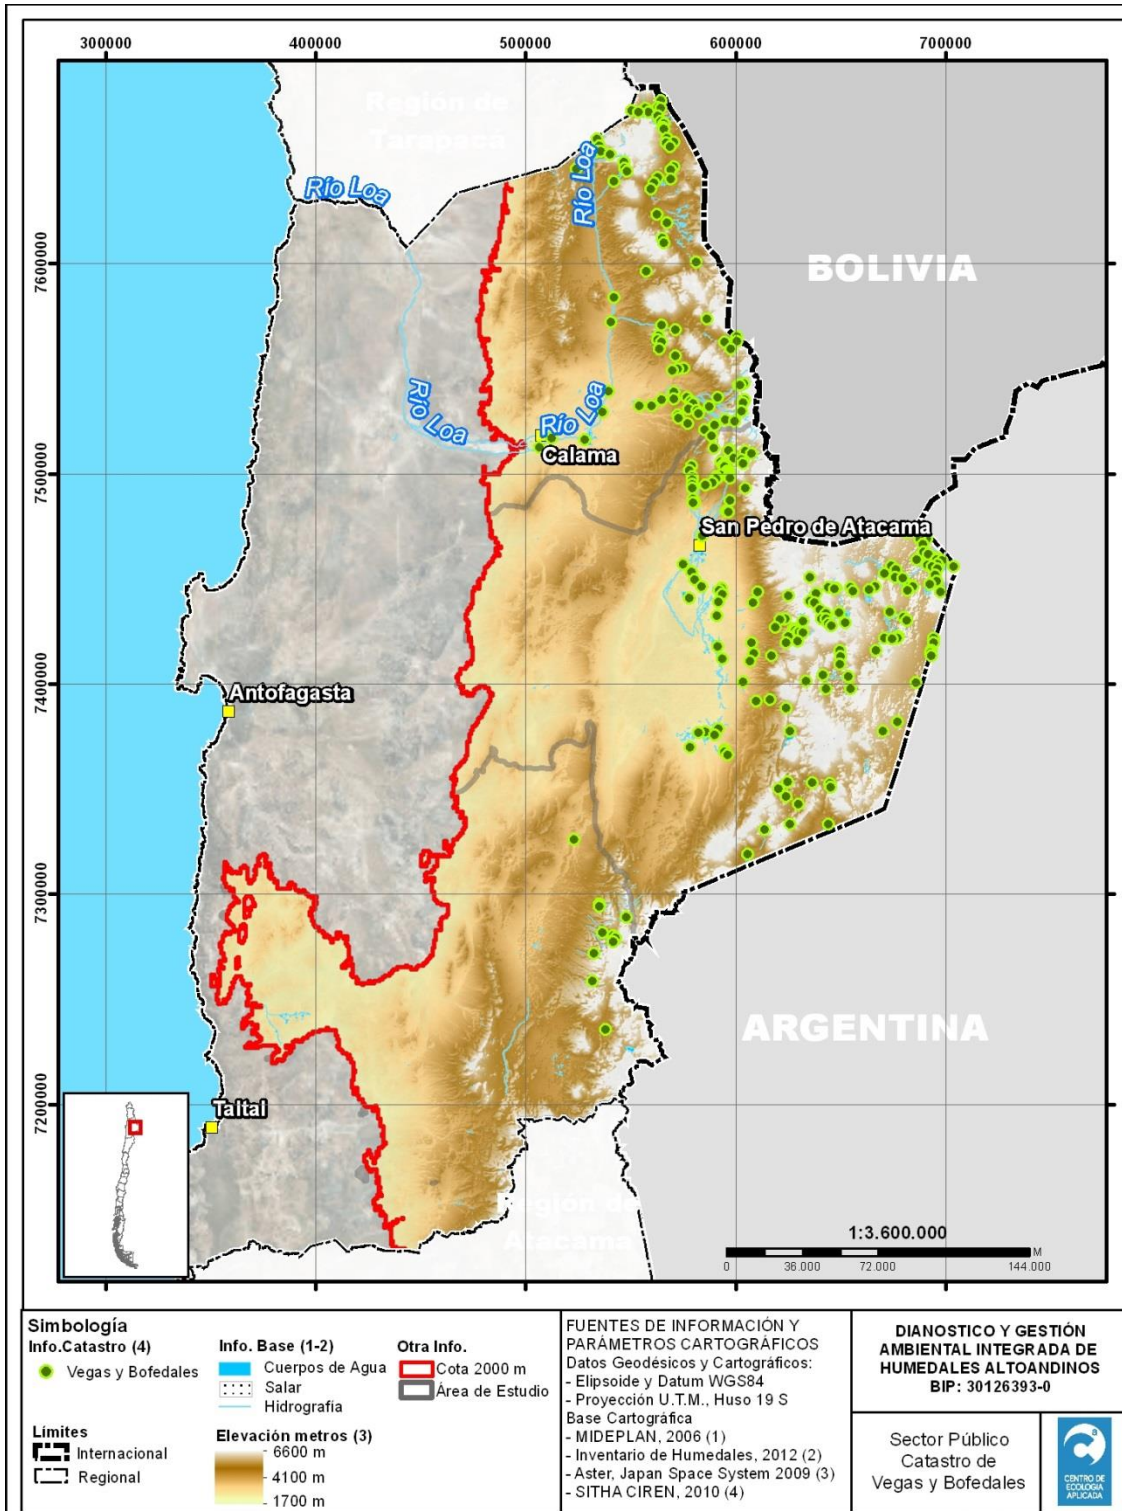 300000 400000 500000 600000 700000
Región de
Tarapacá
Río Loa
Río Loa
7600000
BOLIVIA
Río Loa
Río Loa
Calama
7500000
San Pedro de Atacama
7400000
Antofagasta
7300000
ARGENTINA
7200000
Taltal
Región de
Atacama
1:3.600.000
0 36.000 72.000 144.000 M
Simbología
Info.Catastro (4)
Vegas y Bofedales
Límites
Internacional
Regional
Info. Base (1-2)
Cuerpos de Agua
Salar
Hidrografía
Elevación metros (3)
6600 m
4100 m
1700 m
Otra Info.
Cota 2000 m
Área de Estudio
FUENTES DE INFORMACIÓN Y
PARÁMETROS CARTOGRÁFICOS
Datos Geodésicos y Cartográficos:
- Elipsoide y Datum WGS84
- Proyección U.T.M., Huso 19 S
Base Cartográfica
- MIDEPLAN, 2006 (1)
- Inventario de Humedales, 2012 (2)
- Aster, Japan Space System 2009 (3)
- SITHA CIREN, 2010 (4)
DIANOSTICO Y GESTIÓN
AMBIENTAL INTEGRADA DE
HUMEDALES ALTOANDINOS
BIP: 30126393-0
Sector Público
Catastro de
Vegas y Bofedales
CENTRO DE
ECOLOGIA
APLICADA